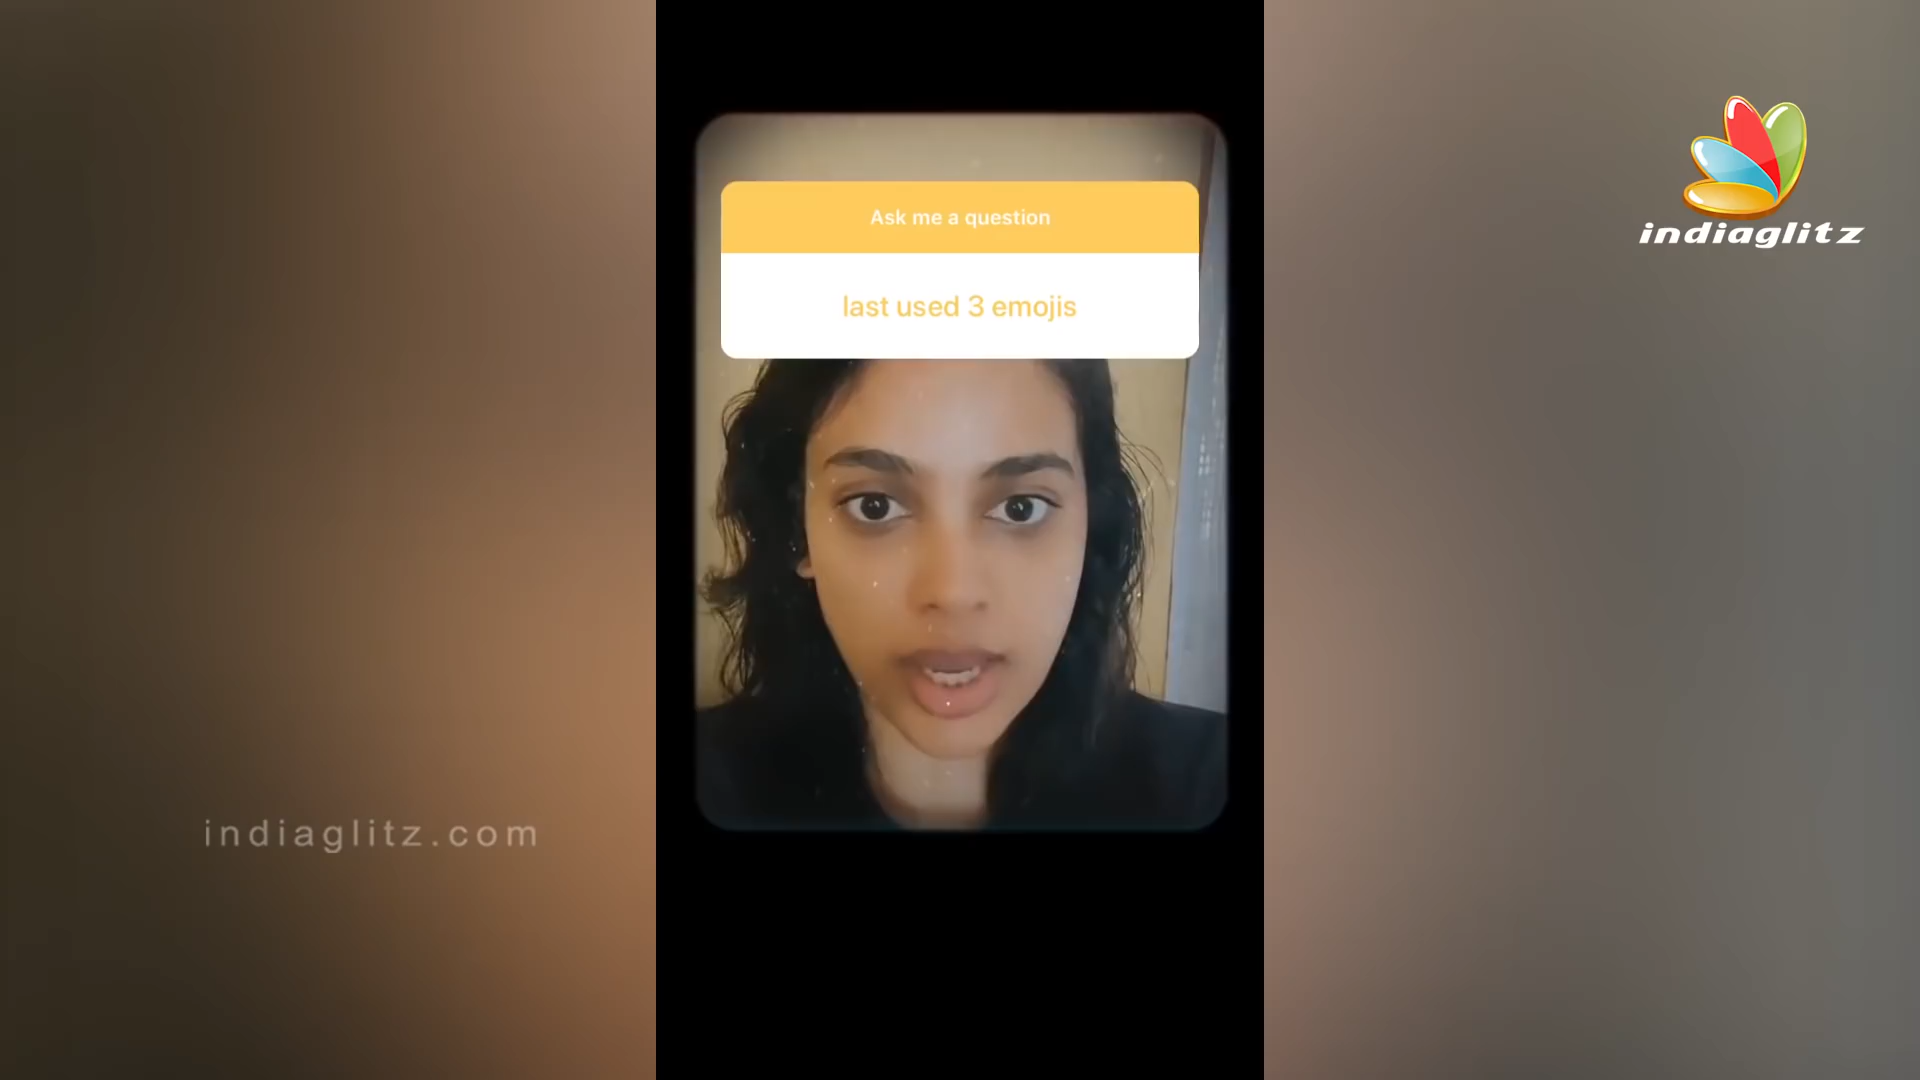 Ask me a question
last used 3 emojis
indiaglitz
indiaglitz.com